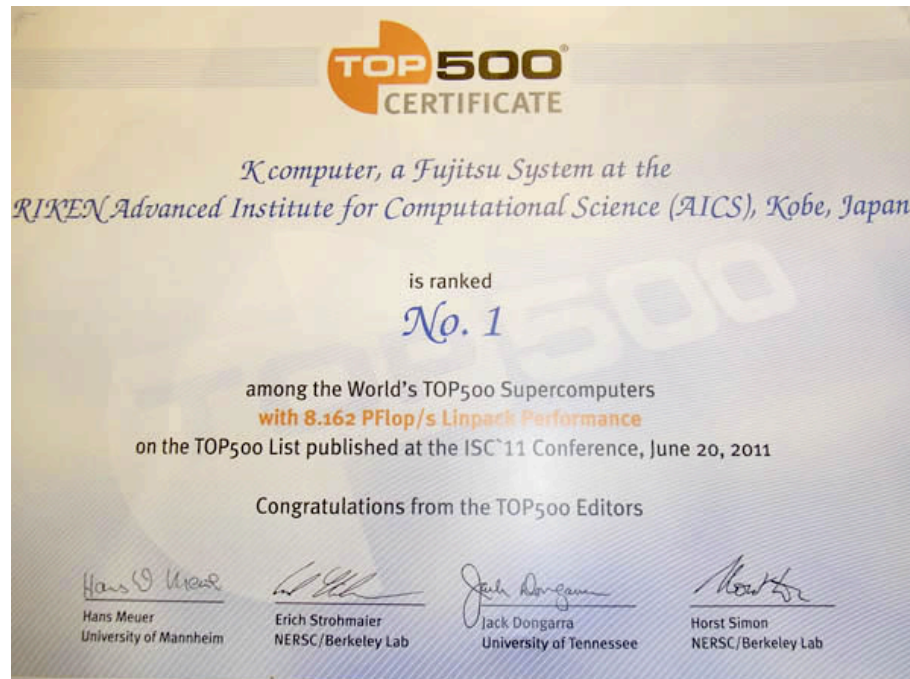 TOP 500®
CERTIFICATE
K computer, a Fujitsu System at the
RIKEN Advanced Institute for Computational Science (AICS), Kobe, Japan
is ranked
No. 1
among the World's TOP500 Supercomputers
with 8.162 PFlop/s Linpack Performance
on the TOP500 List published at the ISC`11 Conference, June 20, 2011
Congratulations from the TOP500 Editors
Hans Meuer
University of Mannheim
Erich Strohmaier
NERSC/Berkeley Lab
Jack Dongarra
University of Tennessee
Horst Simon
NERSC/Berkeley Lab